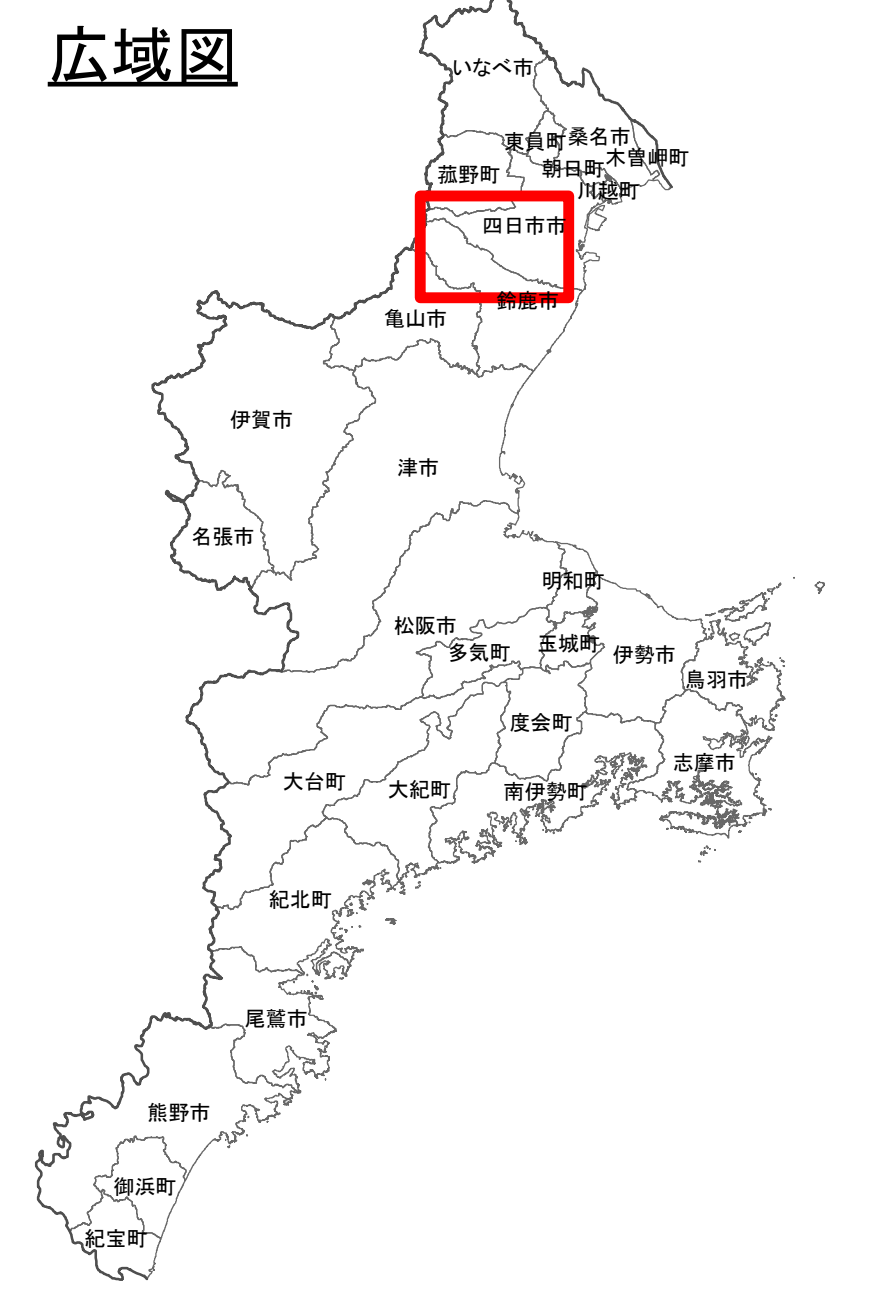 広域図
いなべ市
東員町
桑名市
木曽岬町
朝日町
菰野町
川越町
四日市市
鈴鹿市
亀山市
伊賀市
津市
名張市
明和町
松阪市
玉城町
多気町
伊勢市
鳥羽市
度会町
志摩市
大台町
大紀町
南伊勢町
紀北町
尾鷲市
熊野市
御浜町
紀宝町